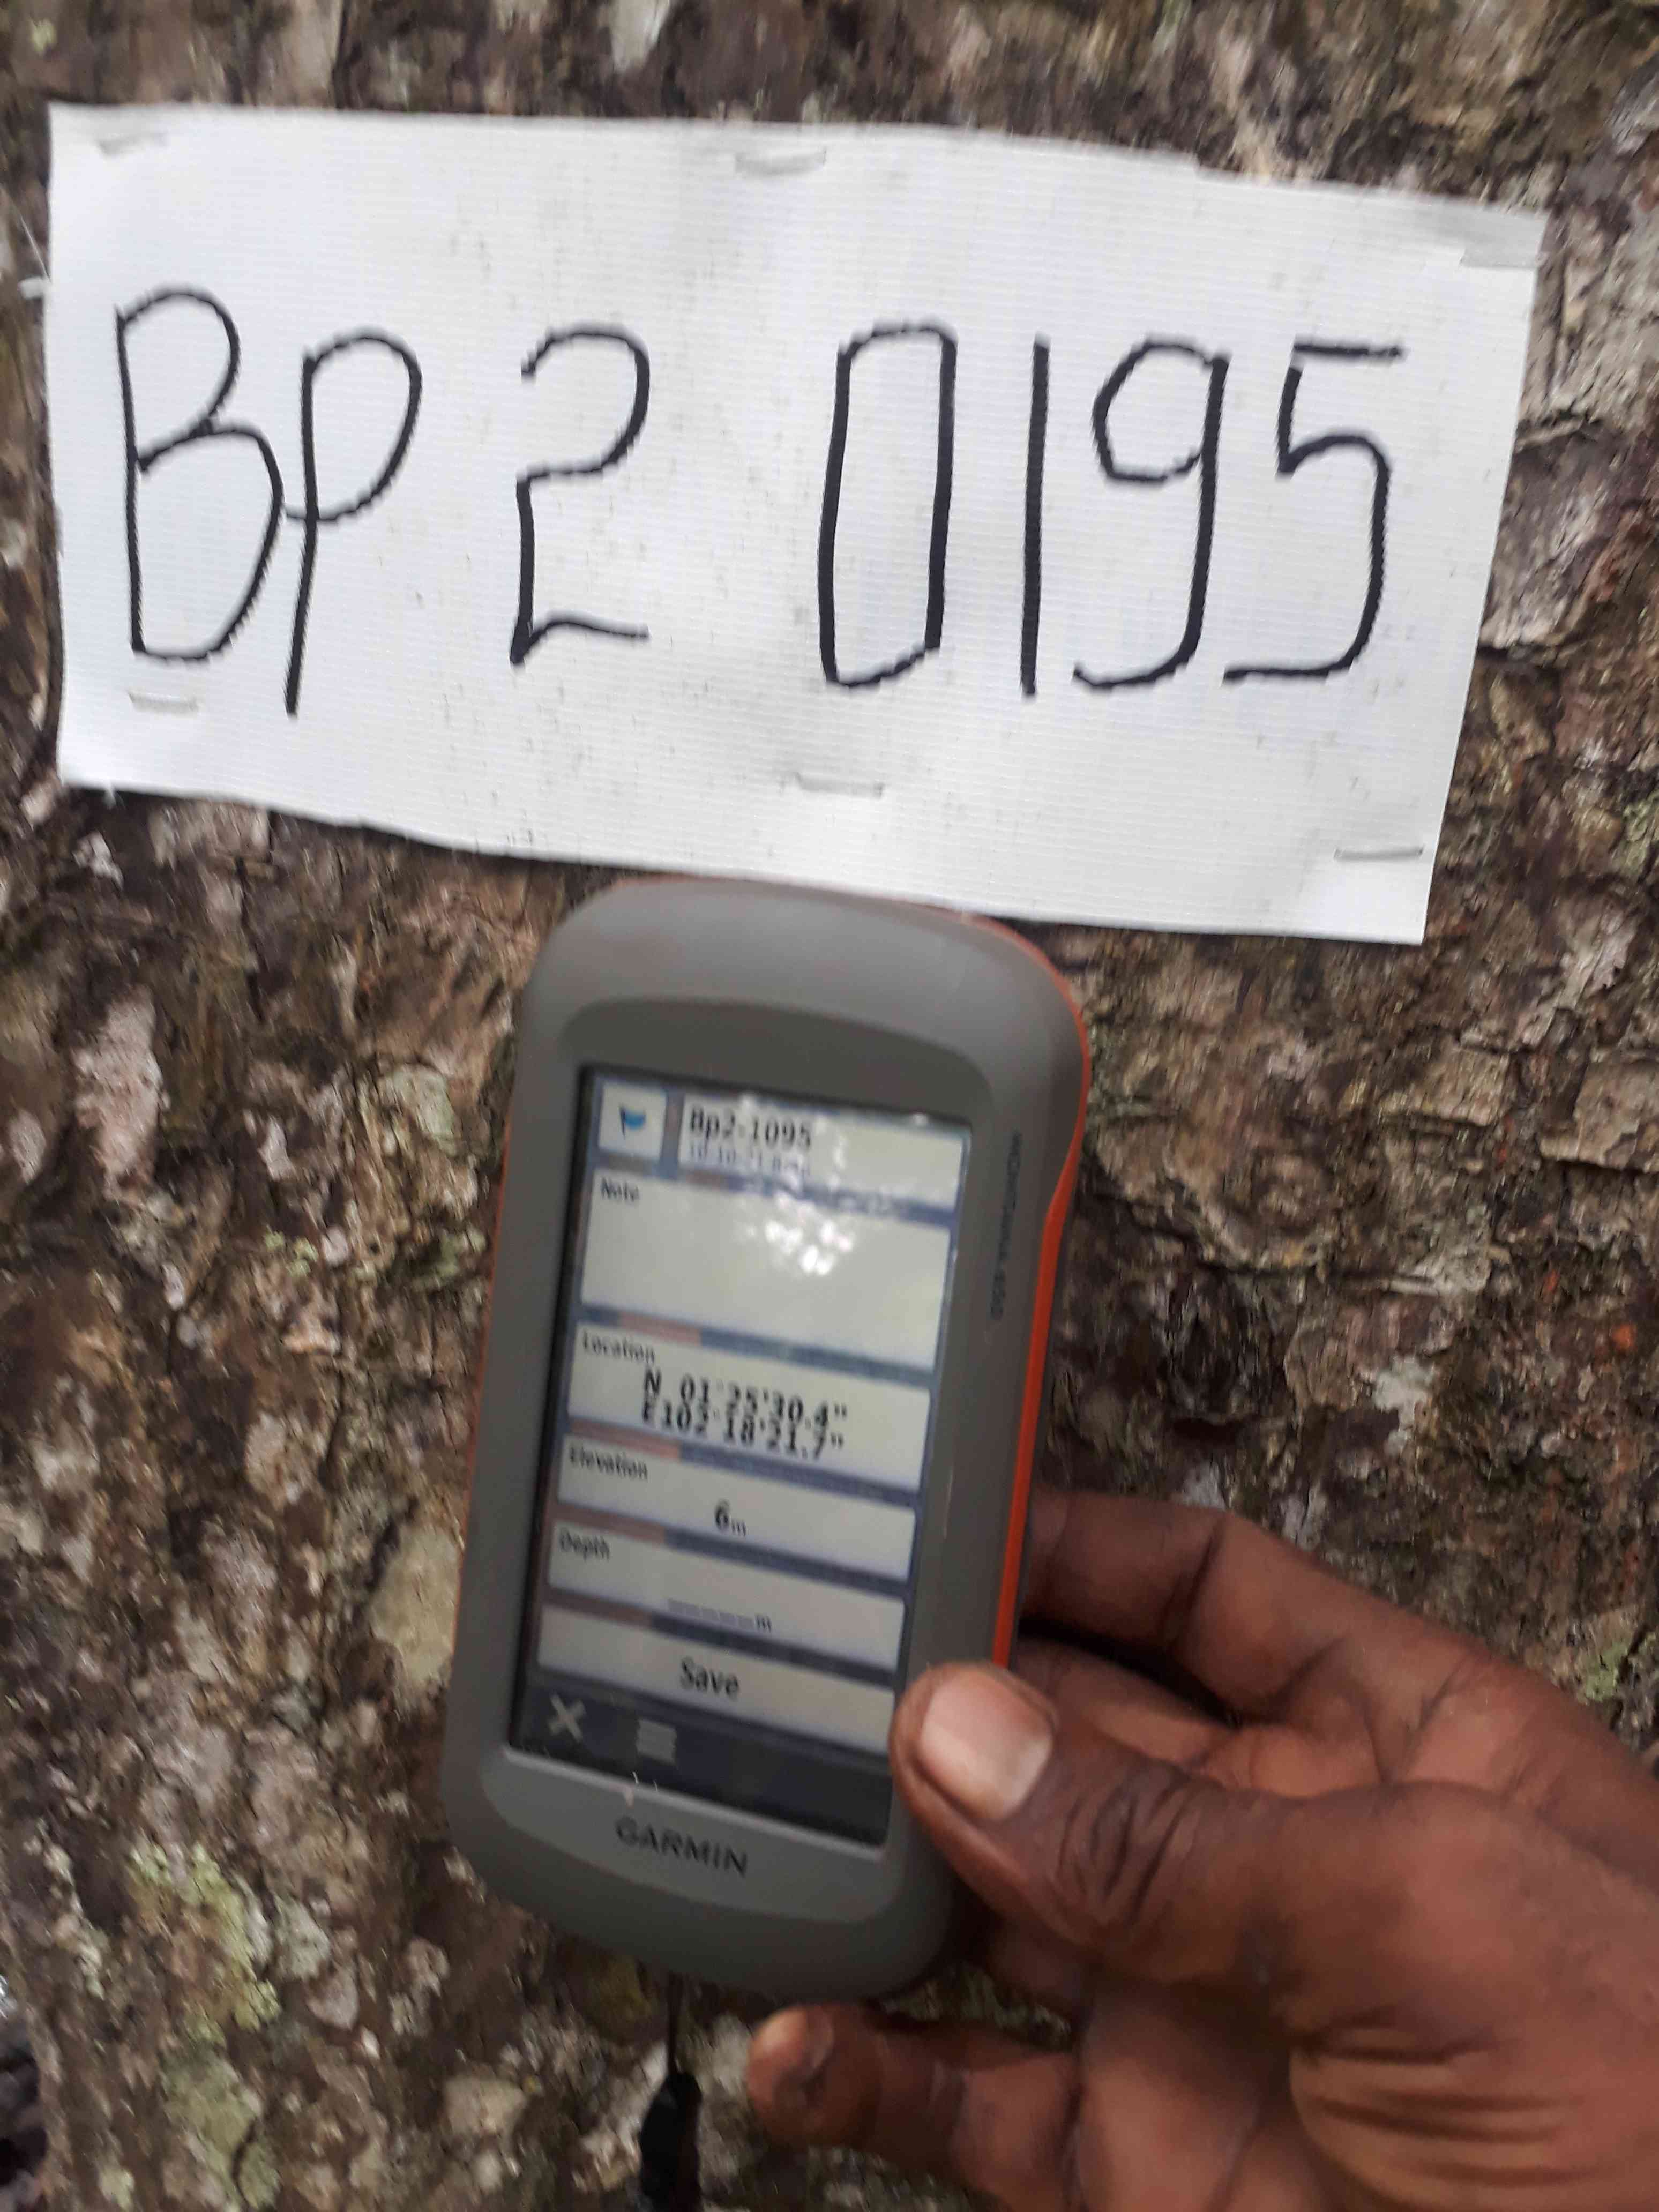 BP 2 0195
Bp2-1095
Note
Location
N 01°25'30.4"
E102°18'21.7"
Elevation
6m
Depth
____m
Save
GARMIN